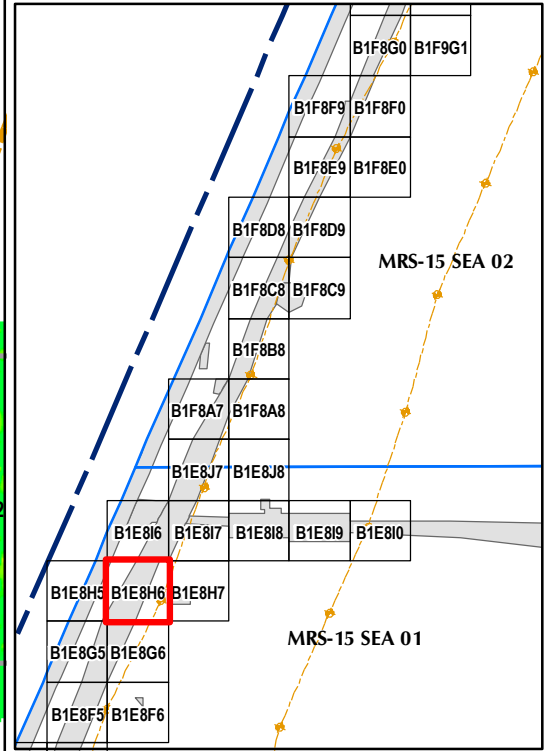 B1F8G0 B1F9G1
B1F8F9 B1F8F0
B1F8E9 B1F8E0
B1F8D8 B1F8D9
MRS-15 SEA 02
B1F8C8 B1F8C9
B1F8B8
B1F8A7 B1F8A8
B1E8J7 B1E8J8
B1E8I6 B1E8I7 B1E8I8 B1E8I9 B1E8I0
B1E8H5 B1E8H6 B1E8H7
MRS-15 SEA 01
B1E8G5 B1E8G6
B1E8F5 B1E8F6